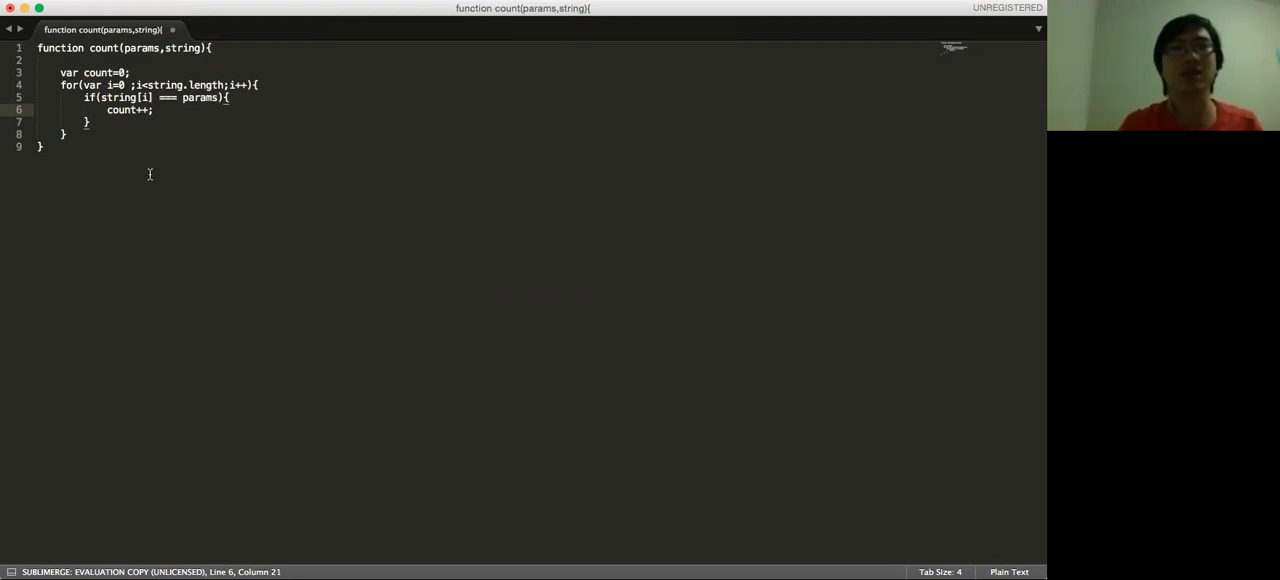 function count(params,string){
UNREGISTERED
function count(params,string){
1 function count(params,string){
2
3 var count=0;
4 for(var i=0 ;i<string.length;i++){
5 if(string[i] === params){
6 count++;
7 }
8 }
9 }
SUBLIMERGE: EVALUATION COPY (UNLICENSED), Line 6, Column 21
Tab Size: 4
Plain Text